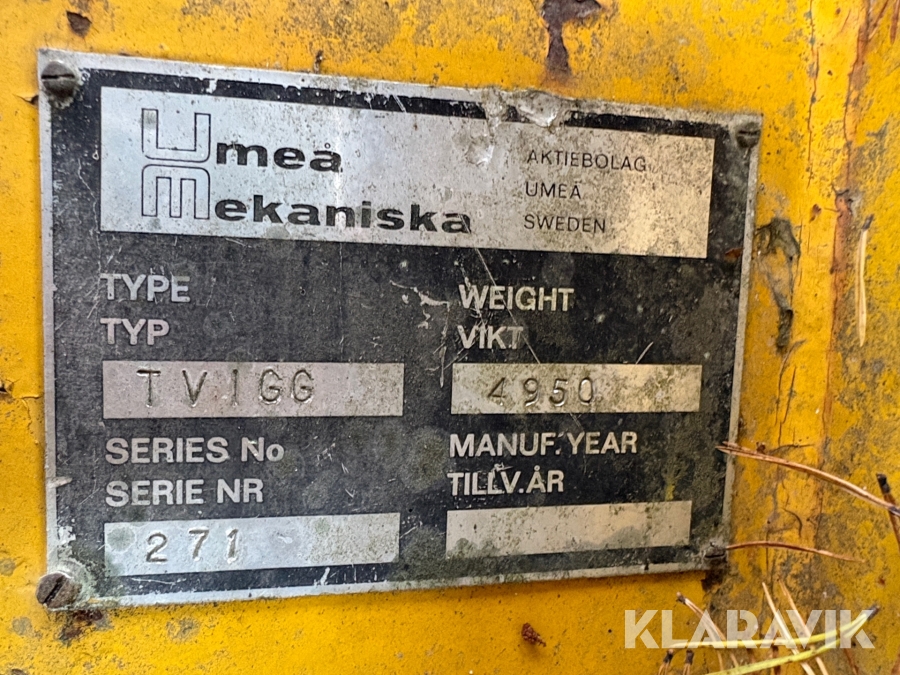 Umeå
Mekaniska
AKTIEBOLAG
UMEÅ
SWEDEN
TYPE
TYP
TV1GG
WEIGHT
VIKT
4950
SERIES No
SERIE NR
271
MANUF. YEAR
TILLV.ÅR
KLARAVIK